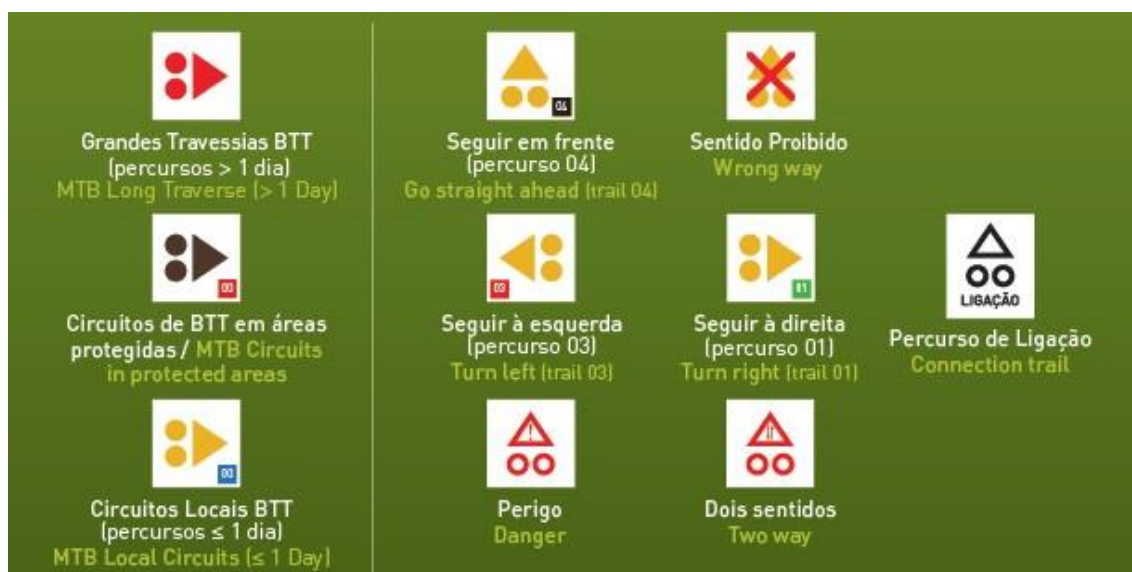 Grandes Travessias BTT
(percursos > 1 dia)
MTB Long Traverse (> 1 Day)
00
Circuitos de BTT em áreas
protegidas / MTB Circuits
in protected areas
00
Circuitos Locais BTT
(percursos ≤ 1 dia)
MTB Local Circuits (≤ 1 Day)
04
Seguir em frente
(percurso 04)
Go straight ahead (trail 04)
Sentido Proibido
Wrong way
03
Seguir à esquerda
(percurso 03)
Turn left (trail 03)
01
Seguir à direita
(percurso 01)
Turn right (trail 01)
LIGAÇÃO
Percurso de Ligação
Connection trail
!
Perigo
Danger
Dois sentidos
Two way